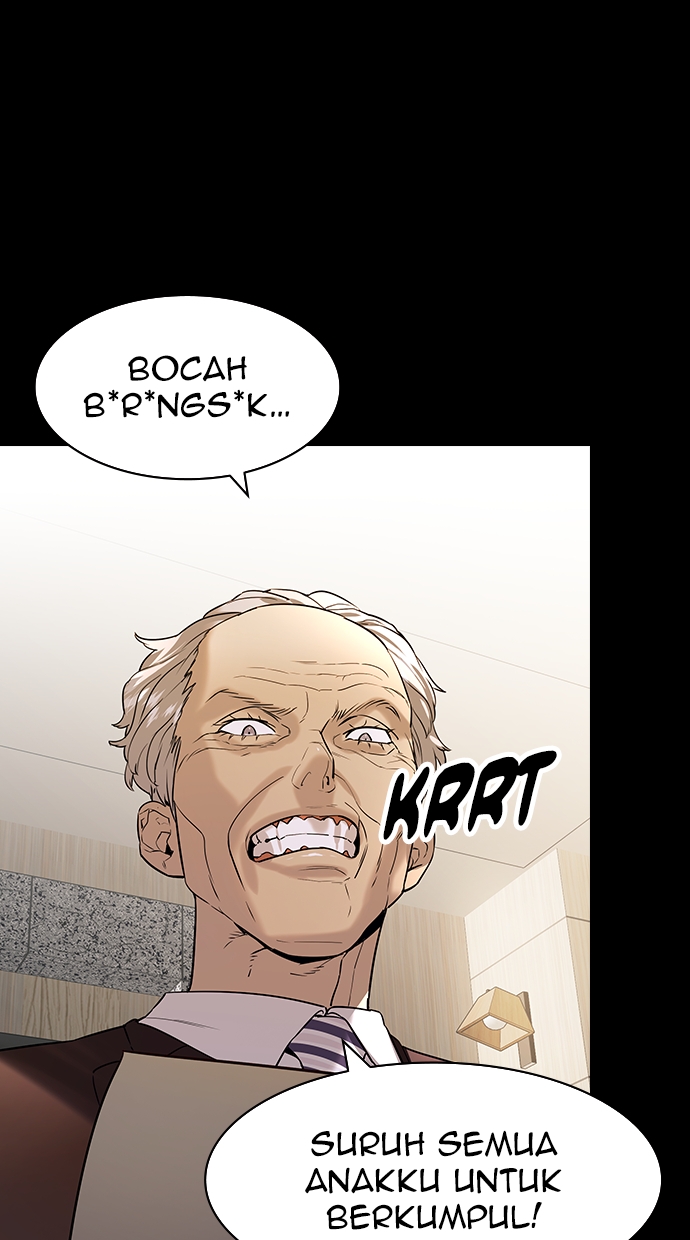 BOCAH
B*R*NGS*K...
KRRT
SURUH SEMUA
ANAKKU UNTUK
BERKUMPUL!